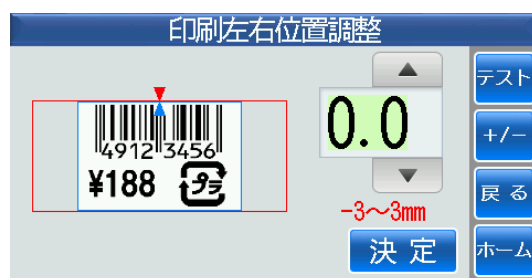 印刷左右位置調整
テスト
0.0
+/-
4912 3456
¥188 プラ
戻る
-3～3mm
決定
ホーム